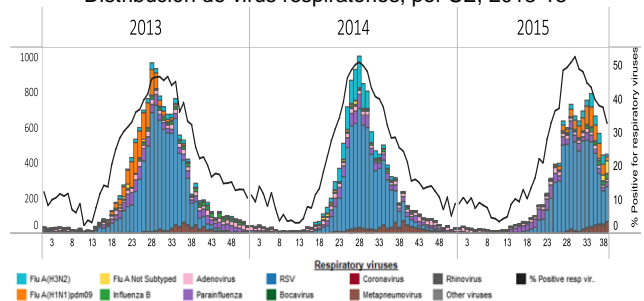 2013 2014 2015
1000 50
800 40
600 30
400 20
200 10
0 0
% Positive for respiratory viruses
3 13 18 23 28 33 38 43 48 3 8 13 18 23 28 33 38 43 48 3 8 13 18 23 28 33 38
Respiratory viruses
Flu A(H3N2) Flu A Not Subtyped Adenovirus RSV Coronavirus Rhinovirus % Positive resp vir..
Flu A(H1N1)pdm09 Influenza B Parainfluenza Bocavirus Metapneumovirus Other viruses